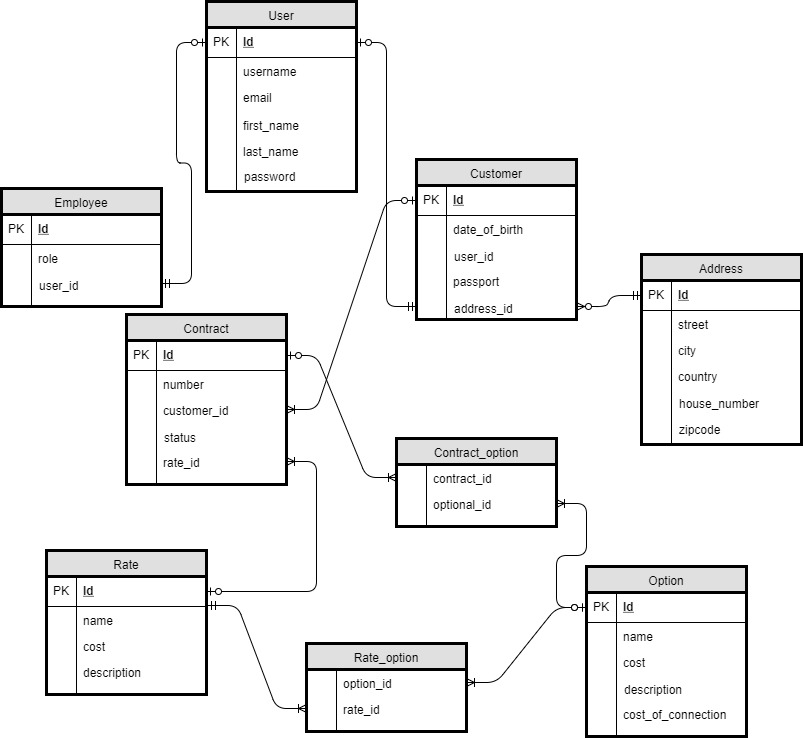 User
PK Id
username
email
first_name
last_name
password
Customer
PK Id
date_of_birth
user_id
passport
address_id
Employee
PK Id
role
user_id
Address
PK Id
street
city
country
house_number
zipcode
Contract
PK Id
number
customer_id
status
rate_id
Contract_option
contract_id
optional_id
Rate
PK Id
name
cost
description
Option
PK Id
name
cost
description
cost_of_connection
Rate_option
option_id
rate_id